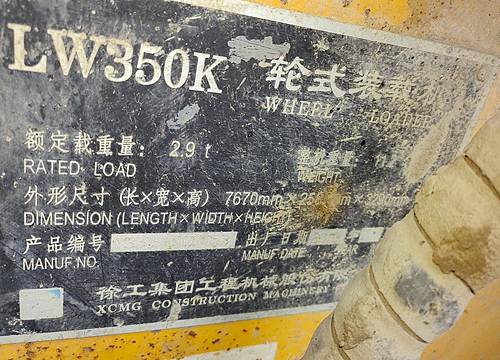 LW350K 轮式装载
WHEEL LOADER
额定载重量: 2.9 t 整机重量
RATED LOAD WEIGHT
外形尺寸 (长×宽×高) 7670mm
DIMENSION (LENGTH×WIDTH×HEIGHT)
产品编号 出厂日期
MANUF.NO. MANUF.DATE
徐工集团工程机械股份有限
XCMG CONSTRUCTION MACHINERY